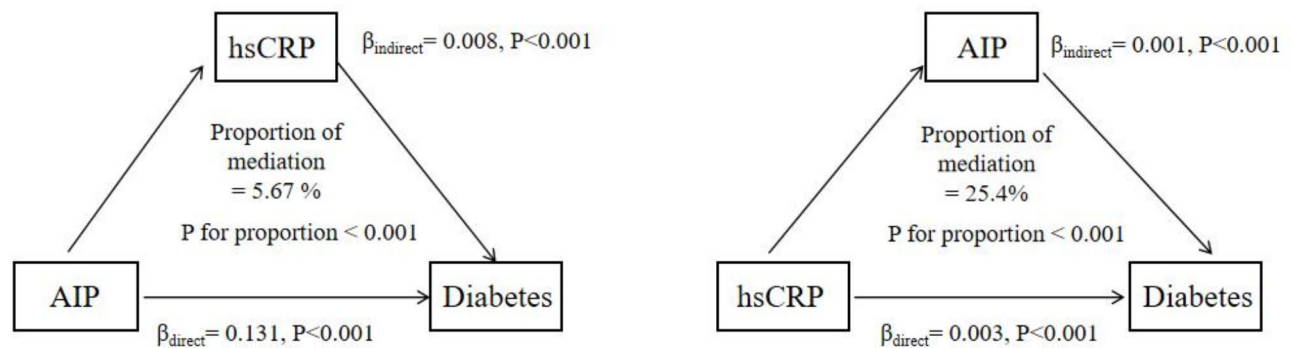 hsCRP
βindirect= 0.008, P<0.001
Proportion of
mediation
= 5.67 %
P for proportion < 0.001
AIP
Diabetes
βdirect= 0.131, P<0.001
AIP
βindirect= 0.001, P<0.001
Proportion of
mediation
= 25.4%
P for proportion < 0.001
hsCRP
Diabetes
βdirect= 0.003, P<0.001